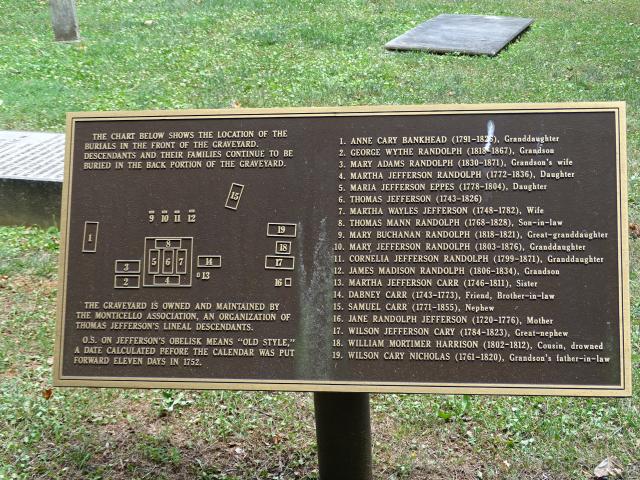 THE CHART BELOW SHOWS THE LOCATION OF THE
BURIALS IN THE FRONT OF THE GRAVEYARD.
DESCENDANTS AND THEIR FAMILIES CONTINUE TO BE
BURIED IN THE BACK PORTION OF THE GRAVEYARD.
15
9 10 11 12
1
19
8
18
5 6 7
14
17
3
13
2
4
16
THE GRAVEYARD IS OWNED AND MAINTAINED BY
THE MONTICELLO ASSOCIATION, AN ORGANIZATION OF
THOMAS JEFFERSON'S LINEAL DESCENDANTS.
O.S. ON JEFFERSON'S OBELISK MEANS "OLD STYLE,"
A DATE CALCULATED BEFORE THE CALENDAR WAS PUT
FORWARD ELEVEN DAYS IN 1752.
1. ANNE CARY BANKHEAD (1791-1826), Granddaughter
2. GEORGE WYTHE RANDOLPH (1818-1867), Grandson
3. MARY ADAMS RANDOLPH (1830-1871), Grandson's wife
4. MARTHA JEFFERSON RANDOLPH (1772-1836), Daughter
5. MARIA JEFFERSON EPPES (1778-1804), Daughter
6. THOMAS JEFFERSON (1743-1826)
7. MARTHA WAYLES JEFFERSON (1748-1782), Wife
8. THOMAS MANN RANDOLPH (1768-1828), Son-in-law
9. MARY BUCHANAN RANDOLPH (1818-1821), Great-granddaughter
10. MARY JEFFERSON RANDOLPH (1803-1876), Granddaughter
11. CORNELIA JEFFERSON RANDOLPH (1799-1871), Granddaughter
12. JAMES MADISON RANDOLPH (1806-1834), Grandson
13. MARTHA JEFFERSON CARR (1746-1811), Sister
14. DABNEY CARR (1743-1773), Friend, Brother-in-law
15. SAMUEL CARR (1771-1855), Nephew
16. JANE RANDOLPH JEFFERSON (1720-1776), Mother
17. WILSON JEFFERSON CARY (1784-1823), Great-nephew
18. WILLIAM MORTIMER HARRISON (1802-1812), Cousin, drowned
19. WILSON CARY NICHOLAS (1761-1820), Grandson's father-in-law